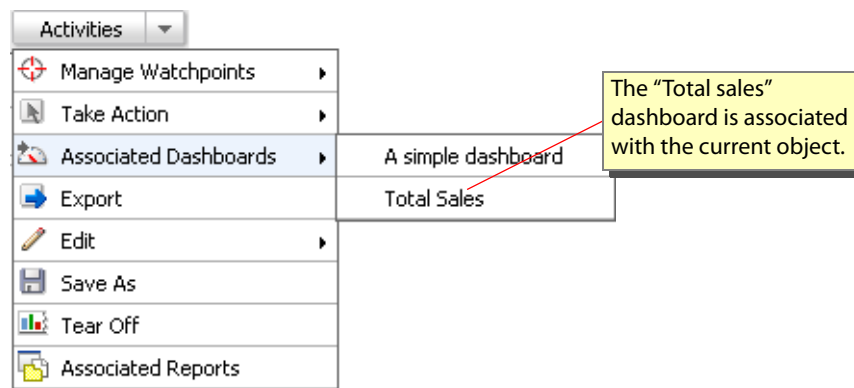 Activities
Manage Watchpoints
Take Action
Associated Dashboards
Export
Edit
Save As
Tear Off
Associated Reports
A simple dashboard
Total Sales
The “Total sales”
dashboard is associated
with the current object.